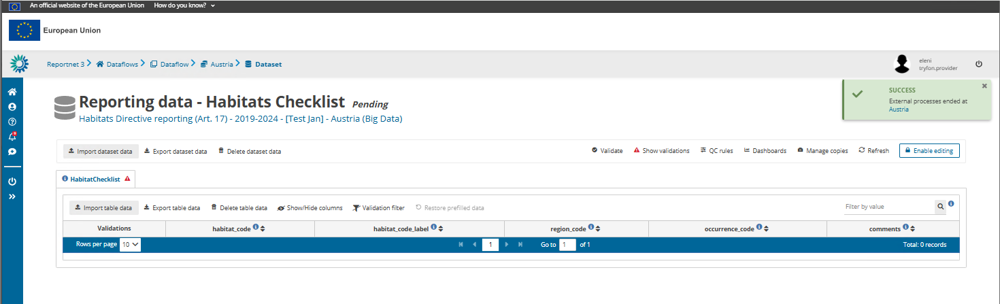 An official website of the European Union How do you know?
European Union
Reportnet 3 Dataflows Dataflow Austria Dataset
eleni
tryfon.provider
SUCCESS
External processes ended at
Austria
Reporting data - Habitats Checklist Pending
Habitats Directive reporting (Art. 17) - 2019-2024 - [Test Jan] - Austria (Big Data)
Import dataset data Export dataset data Delete dataset data Validate Show validations QC rules Dashboards Manage copies Refresh Enable editing
HabitatChecklist
Import table data Export table data Delete table data Show/Hide columns Validation filter Restore prefilled data Filter by value
Validations habitat_code habitat_code_label region_code occurrence_code comments
Rows per page 10 1 Go to 1 of 1 Total: 0 records